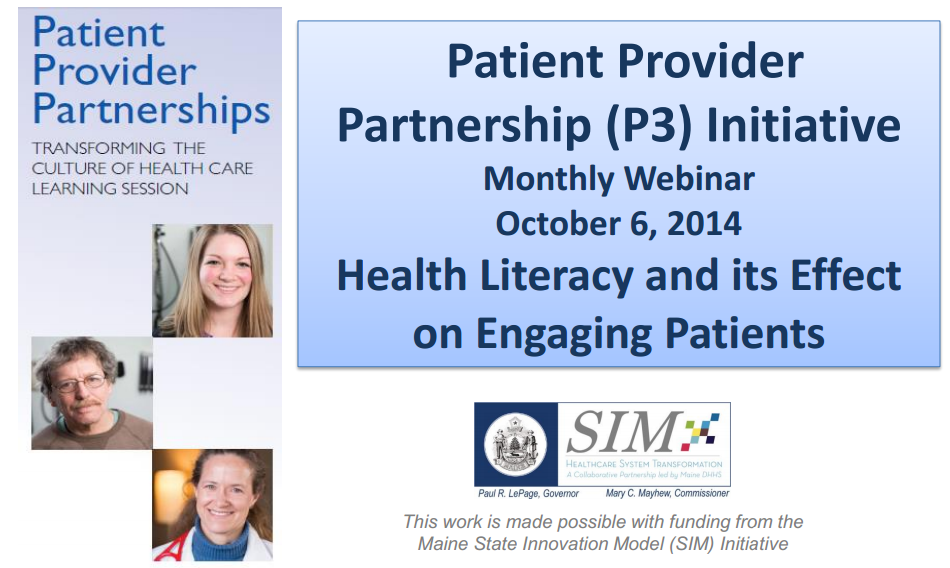 Patient
Provider
Partnerships
TRANSFORMING THE
CULTURE OF HEALTH CARE
LEARNING SESSION
Patient Provider
Partnership (P3) Initiative
Monthly Webinar
October 6, 2014
Health Literacy and its Effect
on Engaging Patients
SIM
HEALTHCARE SYSTEM TRANSFORMATION
A Collaborative Partnership led by Maine DHHS
Paul R. LePage, Governor Mary C. Mayhew, Commissioner
This work is made possible with funding from the
Maine State Innovation Model (SIM) Initiative